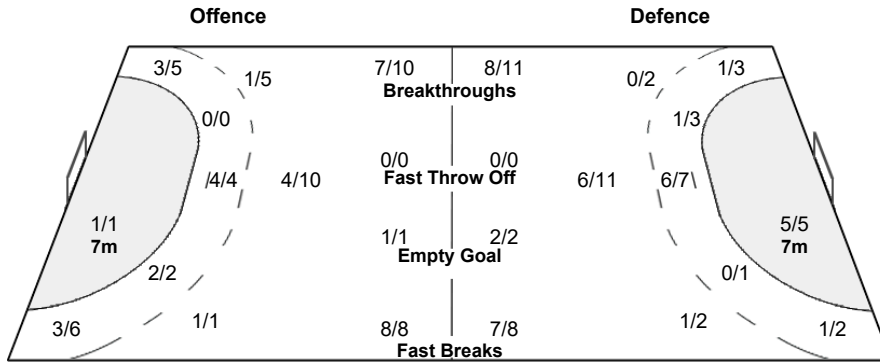 Offence Defence
3/5 1/5 7/10 8/11 0/2 1/3
Breakthroughs
0/0 1/3
0/0 0/0
4/4 4/10 Fast Throw Off 6/11 6/7
1/1 5/5
7m 1/1 2/2 7m
Empty Goal
2/2 0/1
3/6 1/1 8/8 7/8 1/2 1/2
Fast Breaks